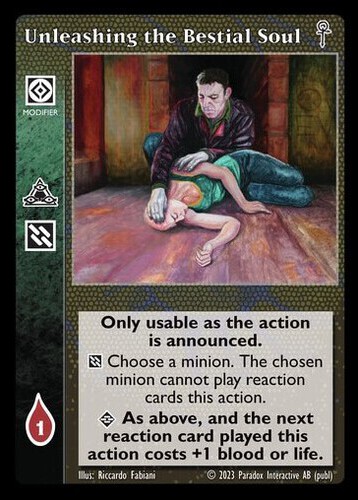 Unleashing the Bestial Soul
MODIFIER
1
Only usable as the action
is announced.
Choose a minion. The chosen
minion cannot play reaction
cards this action.
As above, and the next
reaction card played this
action costs +1 blood or life.
Illus: Riccardo Fabiani © 2023 Paradox Interactive AB (publ)